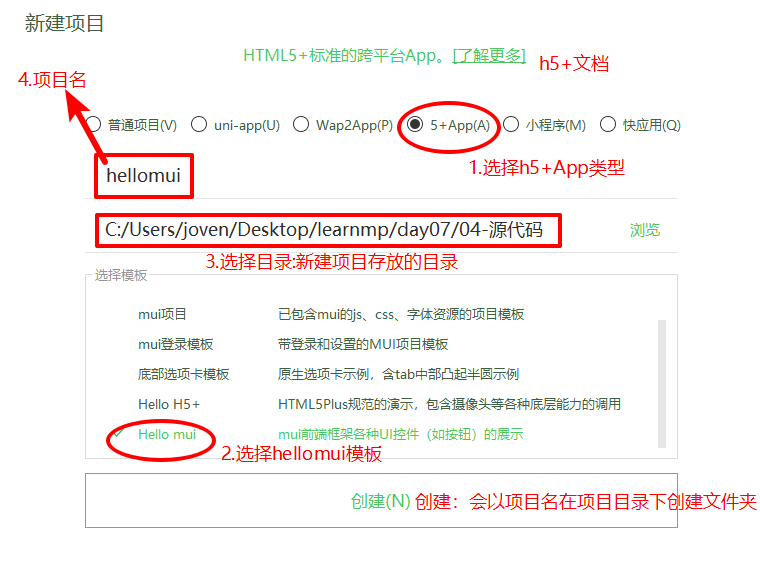 新建项目
HTML5+标准的跨平台App。[了解更多] h5+文档
4.项目名
普通项目(V) uni-app(U) Wap2App(P) 5+App(A) 小程序(M) 快应用(Q)
1.选择h5+App类型
hellomui
C:/Users/joven/Desktop/learnmp/day07/04-源代码 浏览
3.选择目录:新建项目存放的目录
选择模板
mui项目 已包含mui的js、css、字体资源的项目模板
mui登录模板 带登录和设置的MUI项目模板
底部选项卡模板 原生选项卡示例，含tab中部凸起半圆示例
Hello H5+ HTML5Plus规范的演示，包含摄像头等各种底层能力的调用
Hello mui mui前端框架各种UI控件（如按钮）的展示
2.选择hellomui模板
创建(N) 创建：会以项目名在项目目录下创建文件夹